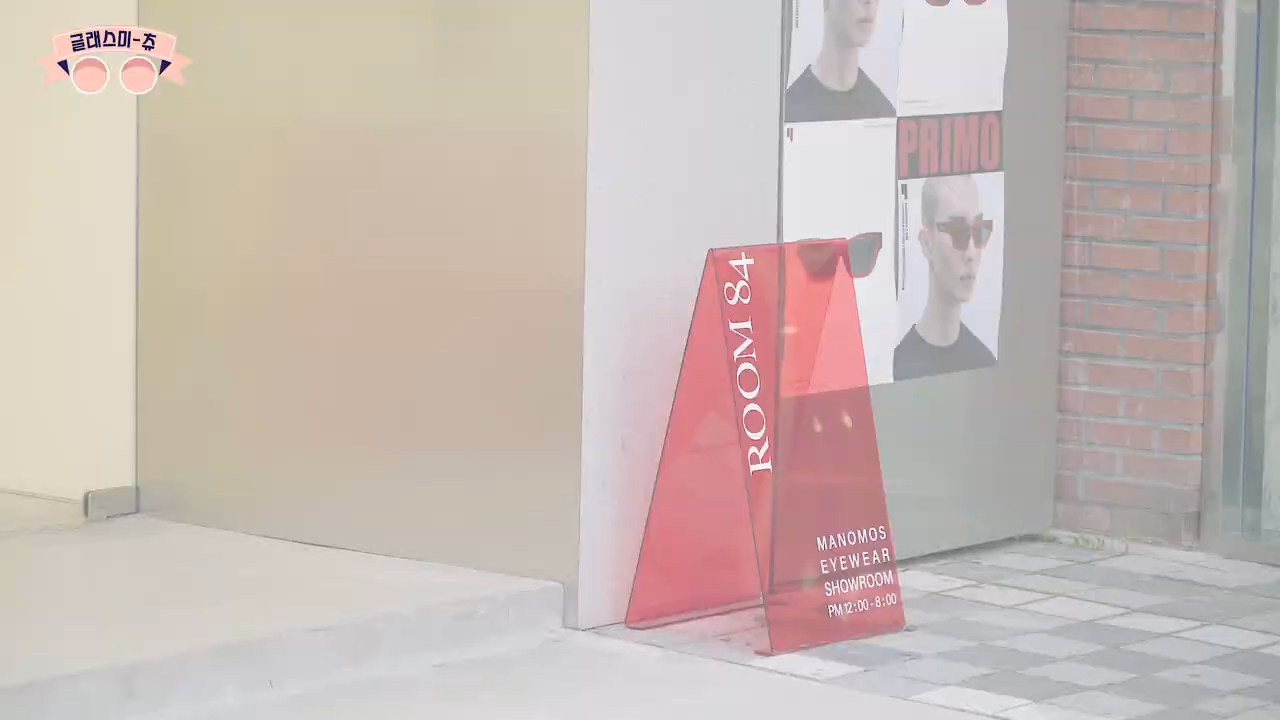 글래스미-츄
PRIMO
ROOM 84
MANOMOS
EYEWEAR
SHOWROOM
PM 12:00-8:00